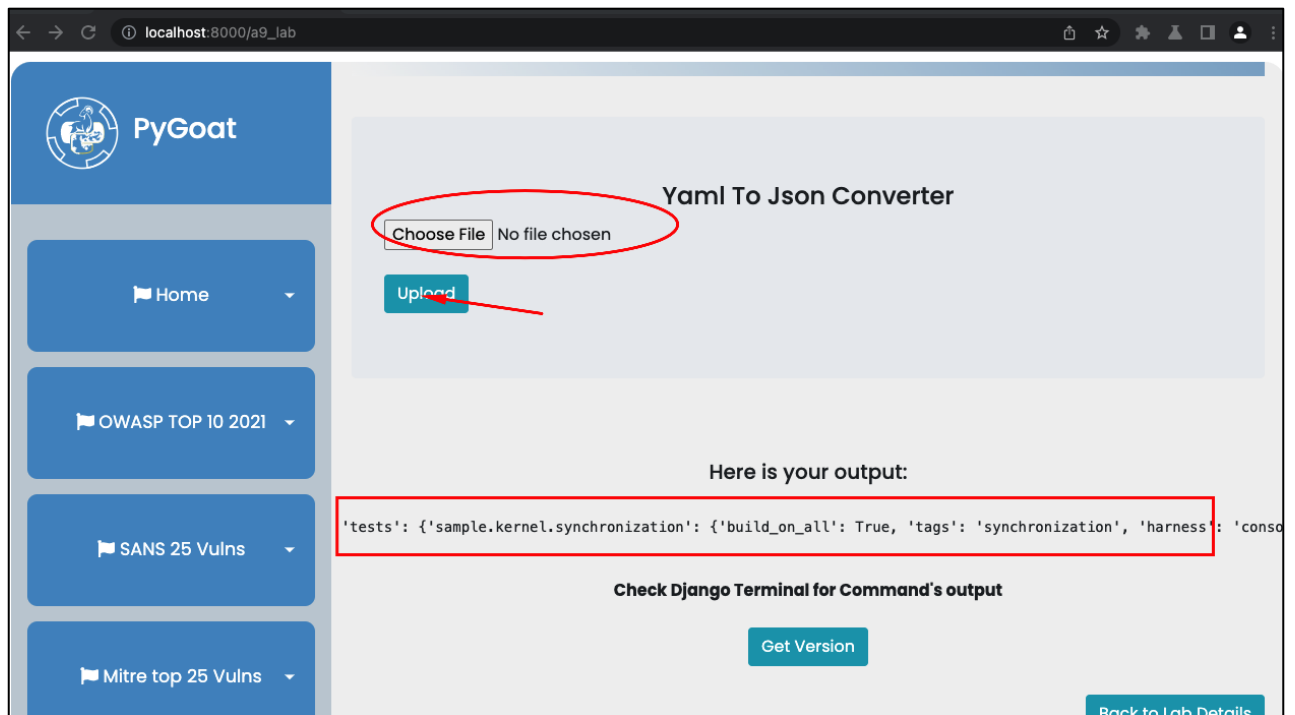 localhost:8000/a9_lab
PyGoat
Yaml To Json Converter
Choose File No file chosen
Upload
Home
OWASP TOP 10 2021
SANS 25 Vulns
Mitre top 25 Vulns
Here is your output:
'tests': {'sample.kernel.synchronization': {'build_on_all': True, 'tags': 'synchronization', 'harness': 'conso
Check Django Terminal for Command's output
Get Version
Back to Lab Details